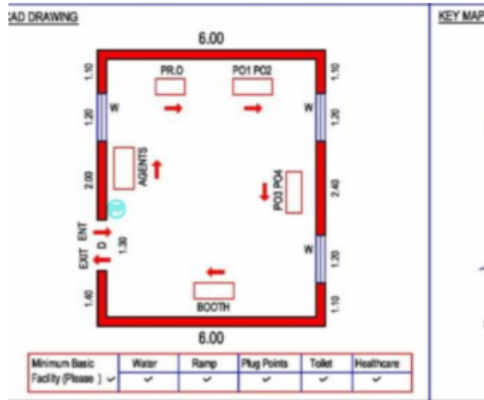 CAD DRAWING
KEY MAP
6.00
1.10
PR.O
PO1 PO2
1.10
W
W
1.20
1.20
AGENTS
2.00
PO3 PO4
2.40
ENT
EXIT
D
1.30
W
1.20
1.40
BOOTH
1.10
6.00
Minimum Basic Facility (Please ) ✓
Water
Ramp
Plug Points
Toilet
Healthcare
✓ ✓ ✓ ✓ ✓